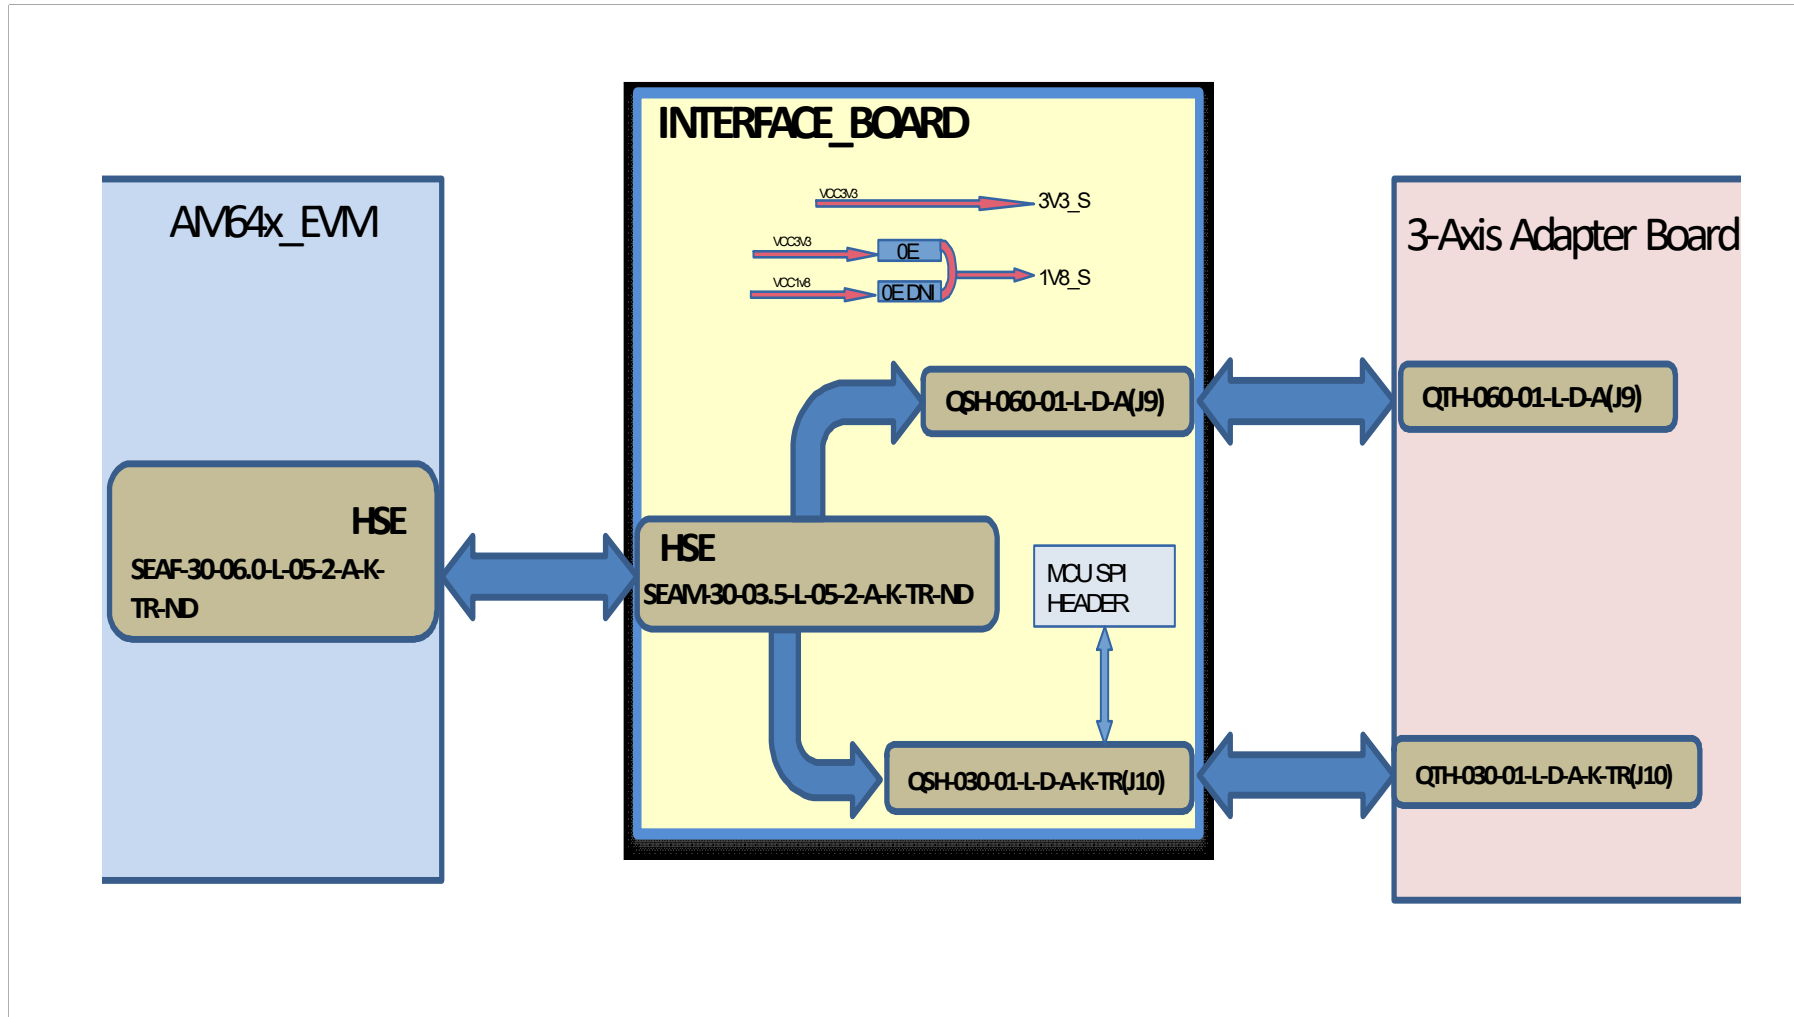 INTERFACE_BOARD
AM64x_EVM
3-Axis Adapter Board
VCC3V3
3V3_S
VCC3V3
0E
1V8_S
VCC1V8
0E DNI
QSH-060-01-L-D-A(J9)
QTH-060-01-L-D-A(J9)
HSE
SEAF-30-06.0-L-05-2-A-K-
TR-ND
HSE
SEAM-30-03.5-L-05-2-A-K-TR-ND
MCU SPI
HEADER
QSH-030-01-L-D-A-K-TR(J10)
QTH-030-01-L-D-A-K-TR(J10)